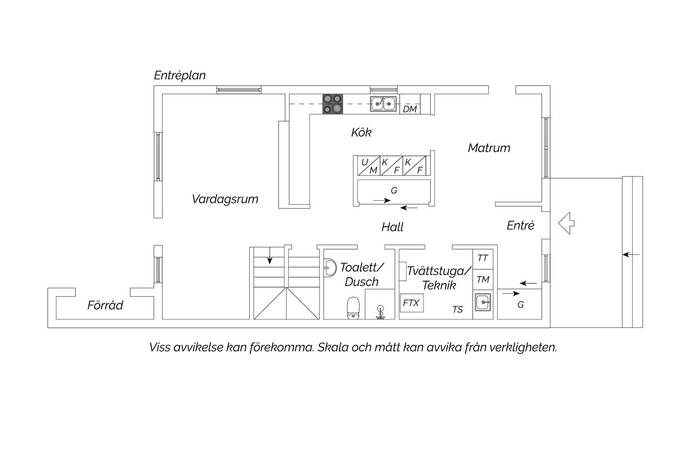 Entréplan
DM
Kök
Matrum
U
M
K
F
K
F
G
Vardagsrum
Hall
Entré
Toalett/
Dusch
Tvättstuga/
Teknik
TT
TM
FTX
TS
G
Förråd
Viss avvikelse kan förekomma. Skala och mått kan avvika från verkligheten.